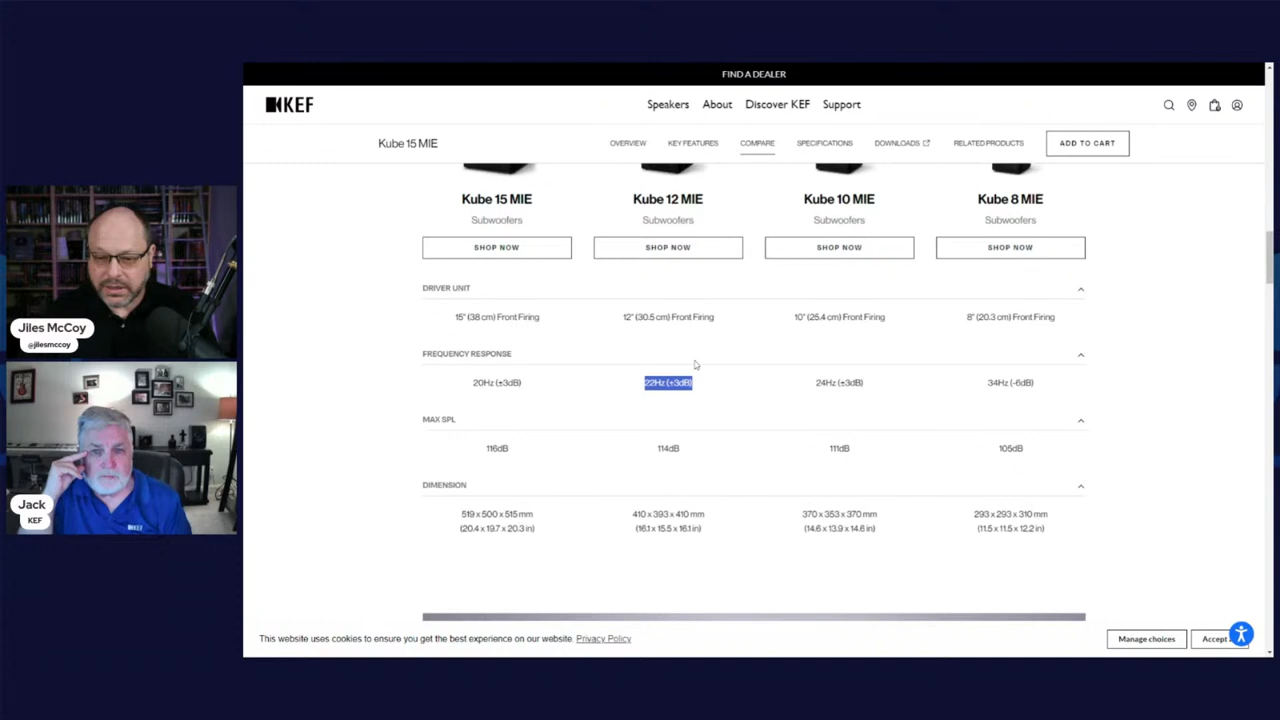 FIND A DEALER
KEF
Speakers About Discover KEF Support
Kube 15 MIE
OVERVIEW KEY FEATURES COMPARE SPECIFICATIONS DOWNLOADS RELATED PRODUCTS ADD TO CART
Kube 15 MIE Kube 12 MIE Kube 10 MIE Kube 8 MIE
Subwoofers Subwoofers Subwoofers Subwoofers
SHOP NOW SHOP NOW SHOP NOW SHOP NOW
DRIVER UNIT
15" (38 cm) Front Firing 12" (30.5 cm) Front Firing 10" (25.4 cm) Front Firing 8" (20.3 cm) Front Firing
FREQUENCY RESPONSE
20Hz (±3dB) 22Hz (±3dB) 24Hz (±3dB) 34Hz (-6dB)
MAX SPL
116dB 114dB 111dB 105dB
DIMENSION
519 x 500 x 515 mm 410 x 393 x 410 mm 370 x 353 x 370 mm 293 x 293 x 310 mm
(20.4 x 19.7 x 20.3 in) (16.1 x 15.5 x 16.1 in) (14.6 x 13.9 x 14.6 in) (11.5 x 11.5 x 12.2 in)
This website uses cookies to ensure you get the best experience on our website. Privacy Policy
Manage choices Accept
Jiles McCoy
@jilesmccoy
Jack
KEF
KEF